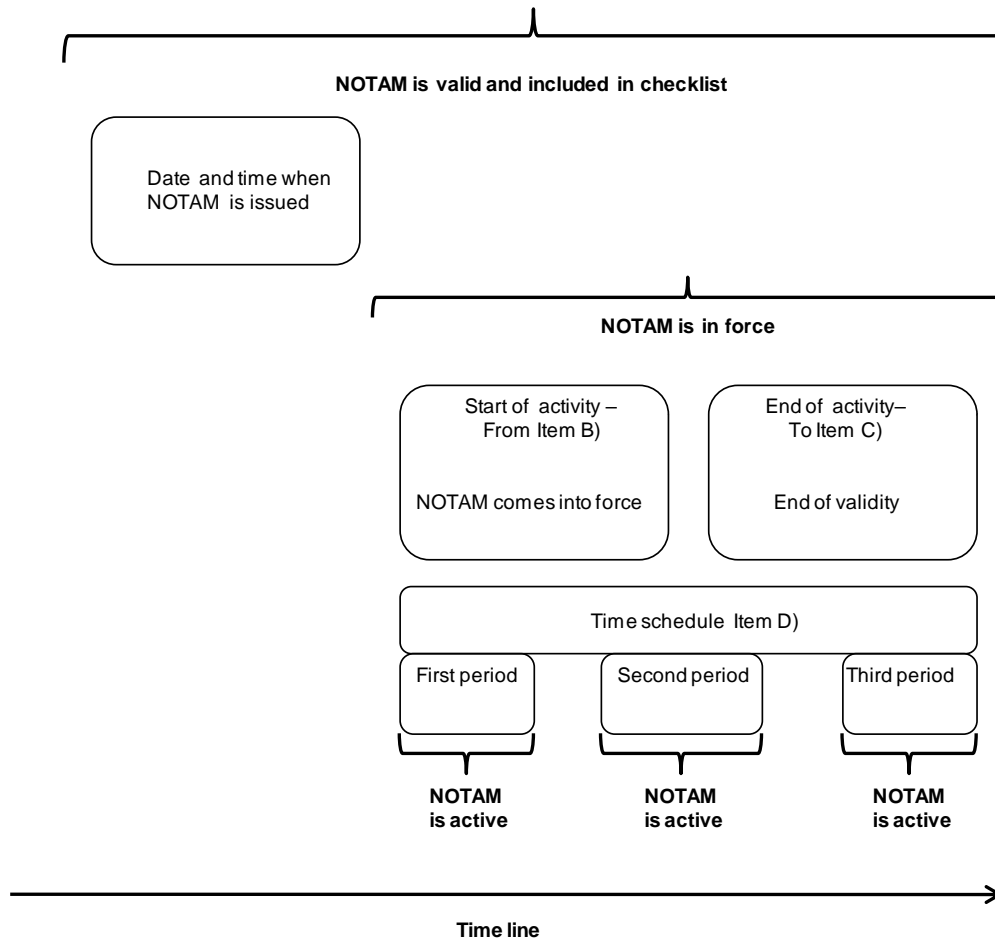 NOTAM is valid and included in checklist
Date and time when
NOTAM is issued
NOTAM is in force
Start of activity –
From Item B)
NOTAM comes into force
End of activity–
To Item C)
End of validity
Time schedule Item D)
First period
Second period
Third period
NOTAM
is active
NOTAM
is active
NOTAM
is active
Time line